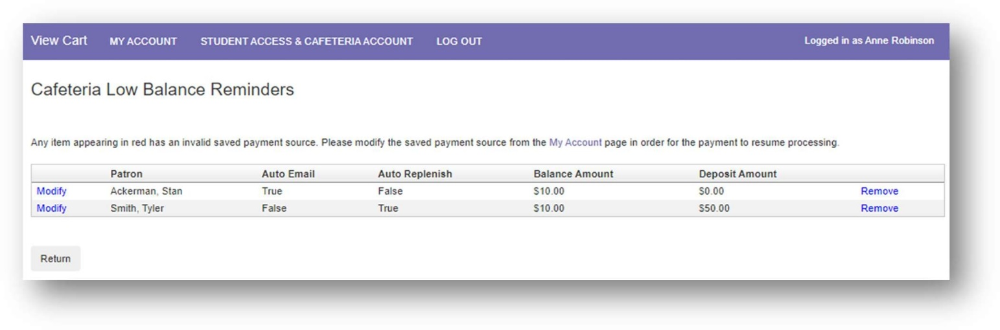 View Cart MY ACCOUNT STUDENT ACCESS & CAFETERIA ACCOUNT LOG OUT Logged in as Anne Robinson
Cafeteria Low Balance Reminders
Any item appearing in red has an invalid saved payment source. Please modify the saved payment source from the My Account page in order for the payment to resume processing.
Patron Auto Email Auto Replenish Balance Amount Deposit Amount
Modify Ackerman, Stan True False $10.00 $0.00 Remove
Modify Smith, Tyler False True $10.00 $50.00 Remove
Return